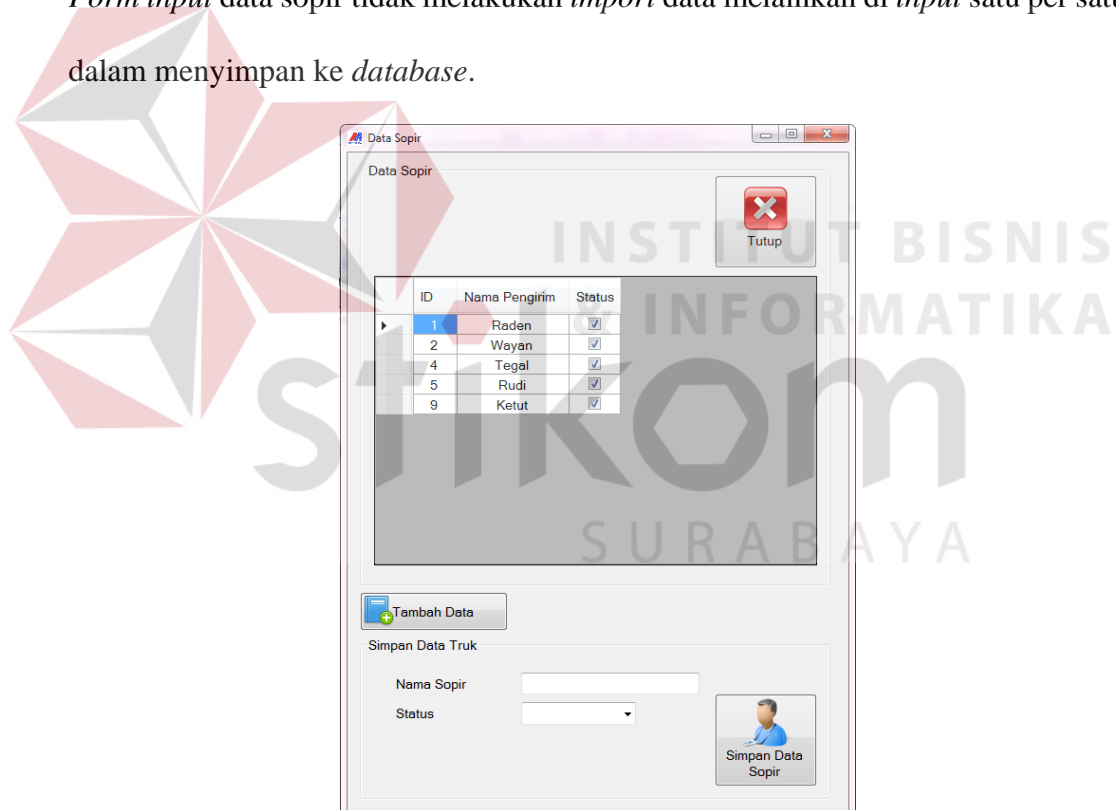 Form input data sopir tidak melakukan import data melainkan di input satu per satu
dalam menyimpan ke database.
Data Sopir
Data Sopir
Tutup
INSTITUT BISNIS
& INFORMATIKA
stikom
SURABAYA
ID Nama Pengirim Status
1 Raden
2 Wayan
4 Tegal
5 Rudi
9 Ketut
Tambah Data
Simpan Data Truk
Nama Sopir
Status
Simpan Data
Sopir